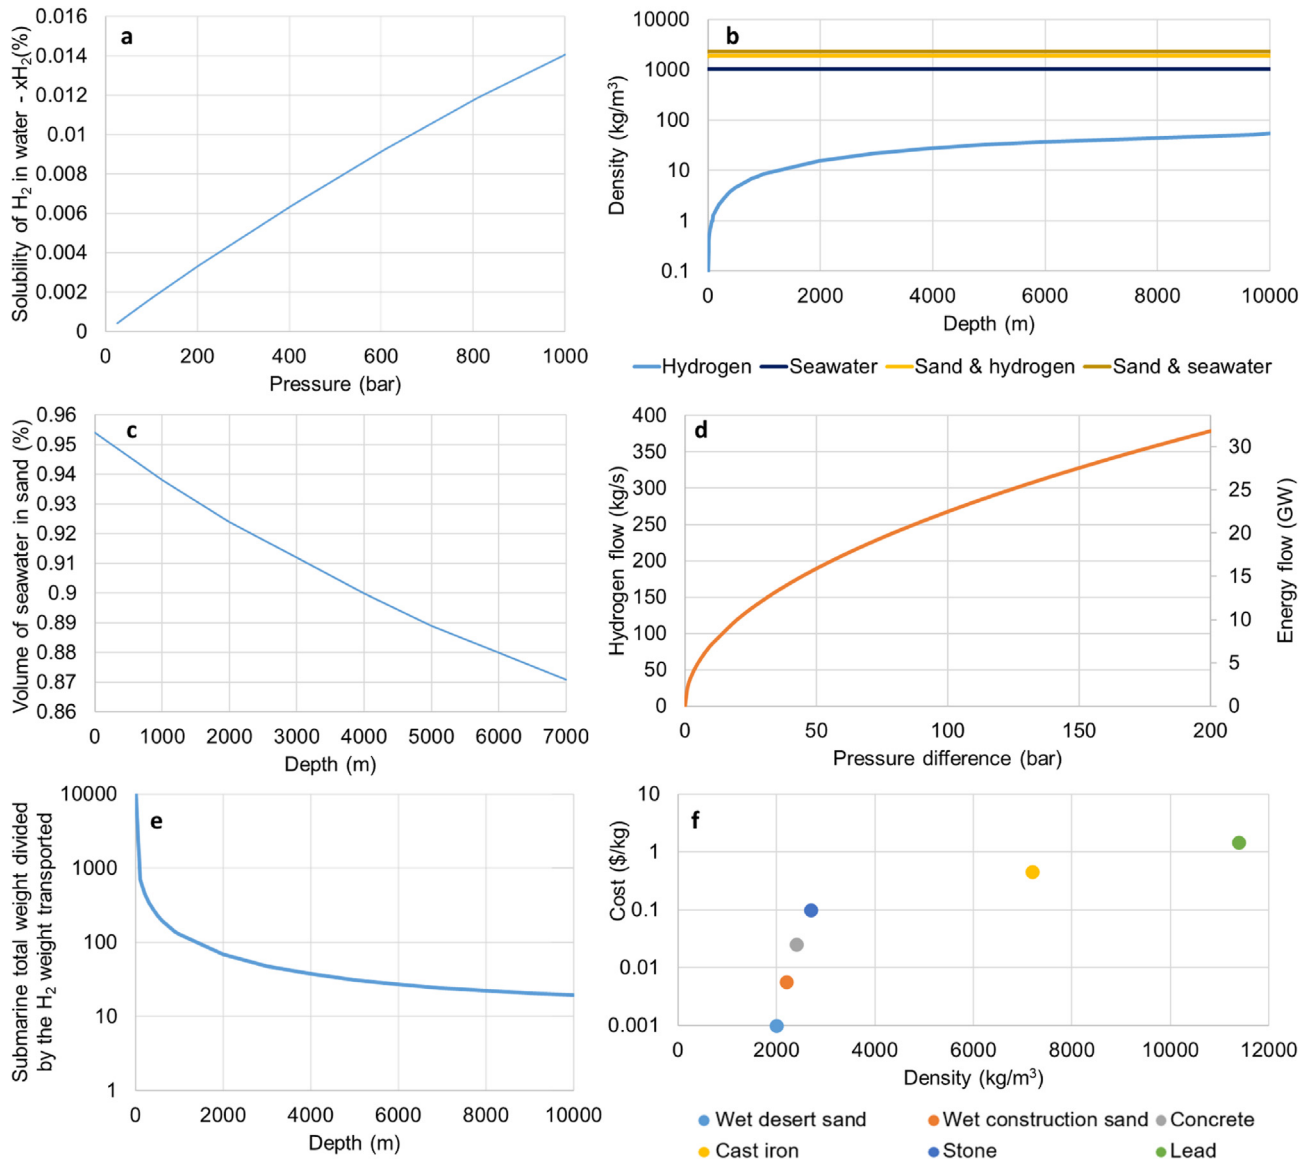 a
Solubility of H2 in water - xH2(%)
0.016
0.014
0.012
0.01
0.008
0.006
0.004
0.002
0
0 200 400 600 800 1000
Pressure (bar)
b
Density (kg/m3)
10000
1000
100
10
1
0.1
0 2000 4000 6000 8000 10000
Depth (m)
Hydrogen Seawater Sand & hydrogen Sand & seawater
c
Volume of seawater in sand (%)
0.96
0.95
0.94
0.93
0.92
0.91
0.9
0.89
0.88
0.87
0.86
0 1000 2000 3000 4000 5000 6000 7000
Depth (m)
d
Hydrogen flow (kg/s)
400
350
300
250
200
150
100
50
0
Energy flow (GW)
30
25
20
15
10
5
0
0 50 100 150 200
Pressure difference (bar)
e
Submarine total weight divided
by the H2 weight transported
10000
1000
100
10
1
0 2000 4000 6000 8000 10000
Depth (m)
f
Cost ($/kg)
10
1
0.1
0.01
0.001
0 2000 4000 6000 8000 10000 12000
Density (kg/m3)
Wet desert sand Wet construction sand Concrete
Cast iron Stone Lead